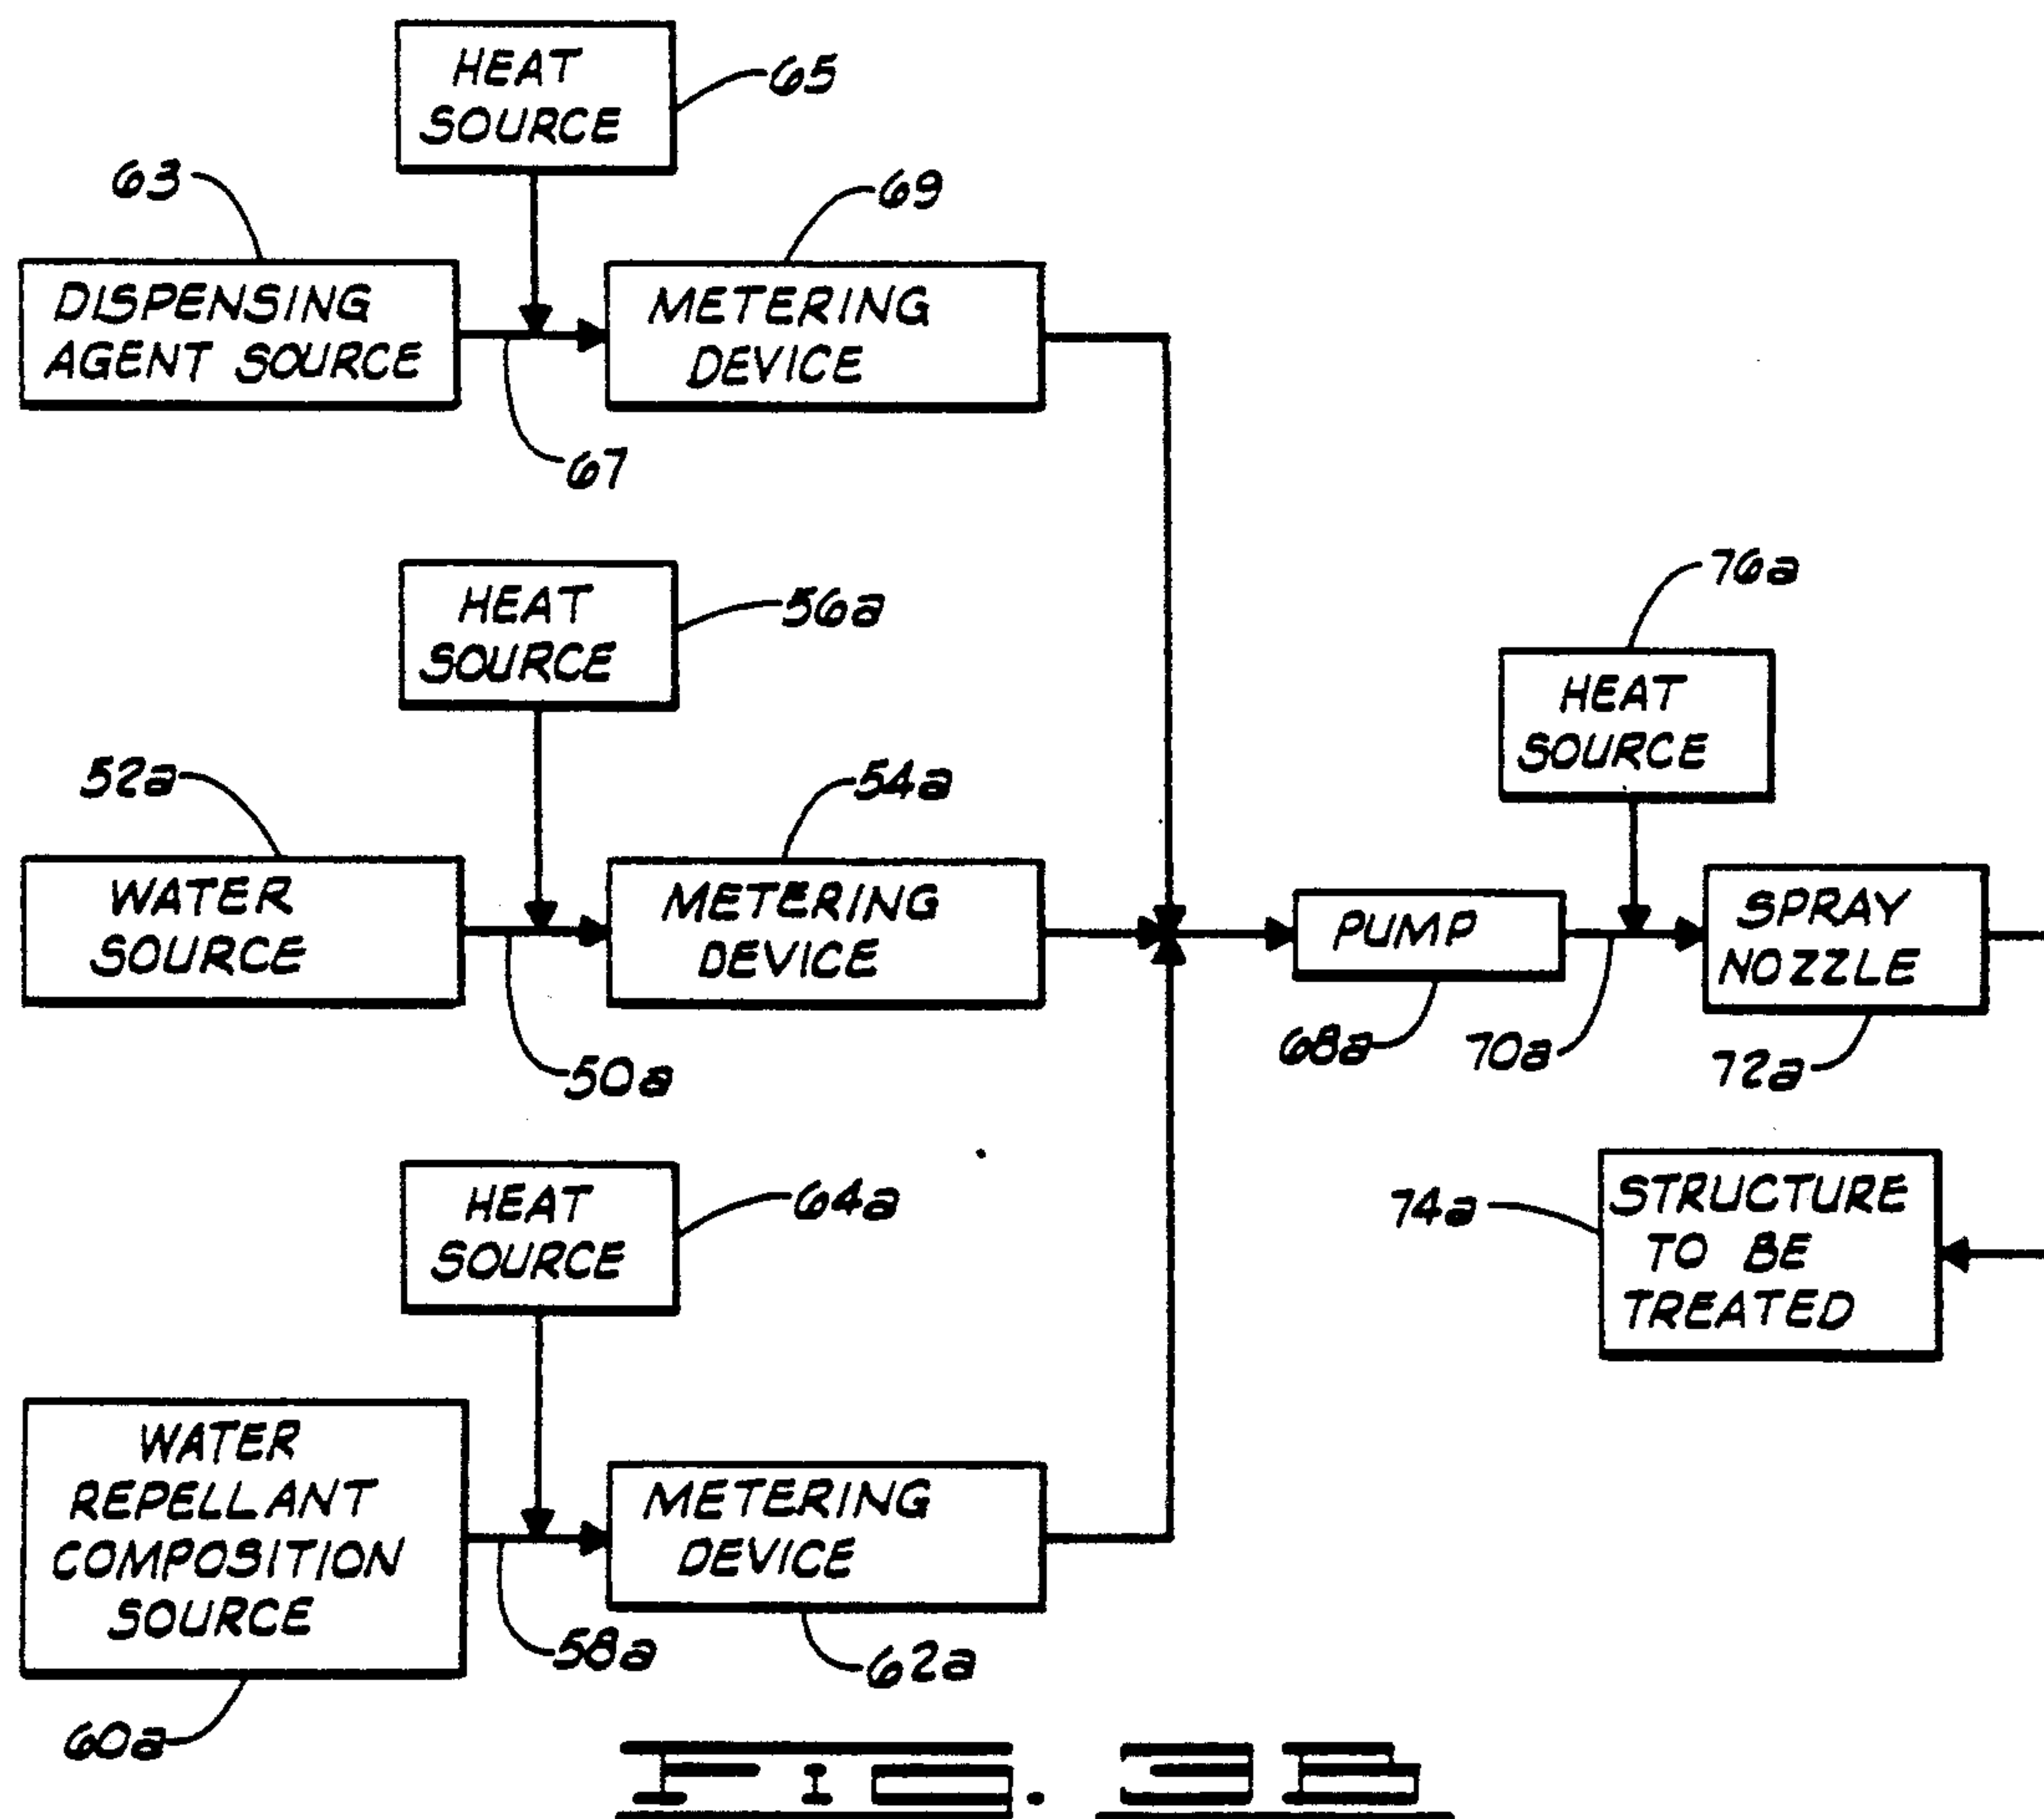 HEAT
SOURCE
65
63
69
DISPENSING
AGENT SOURCE
METERING
DEVICE
67
HEAT
SOURCE
56a
76a
HEAT
SOURCE
52a
54a
WATER
SOURCE
METERING
DEVICE
PUMP
SPRAY
NOZZLE
50a
68a
70a
72a
HEAT
SOURCE
64a
74a
STRUCTURE
TO BE
TREATED
WATER
REPELLANT
COMPOSITION
SOURCE
METERING
DEVICE
58a
62a
60a
FIG. 3B